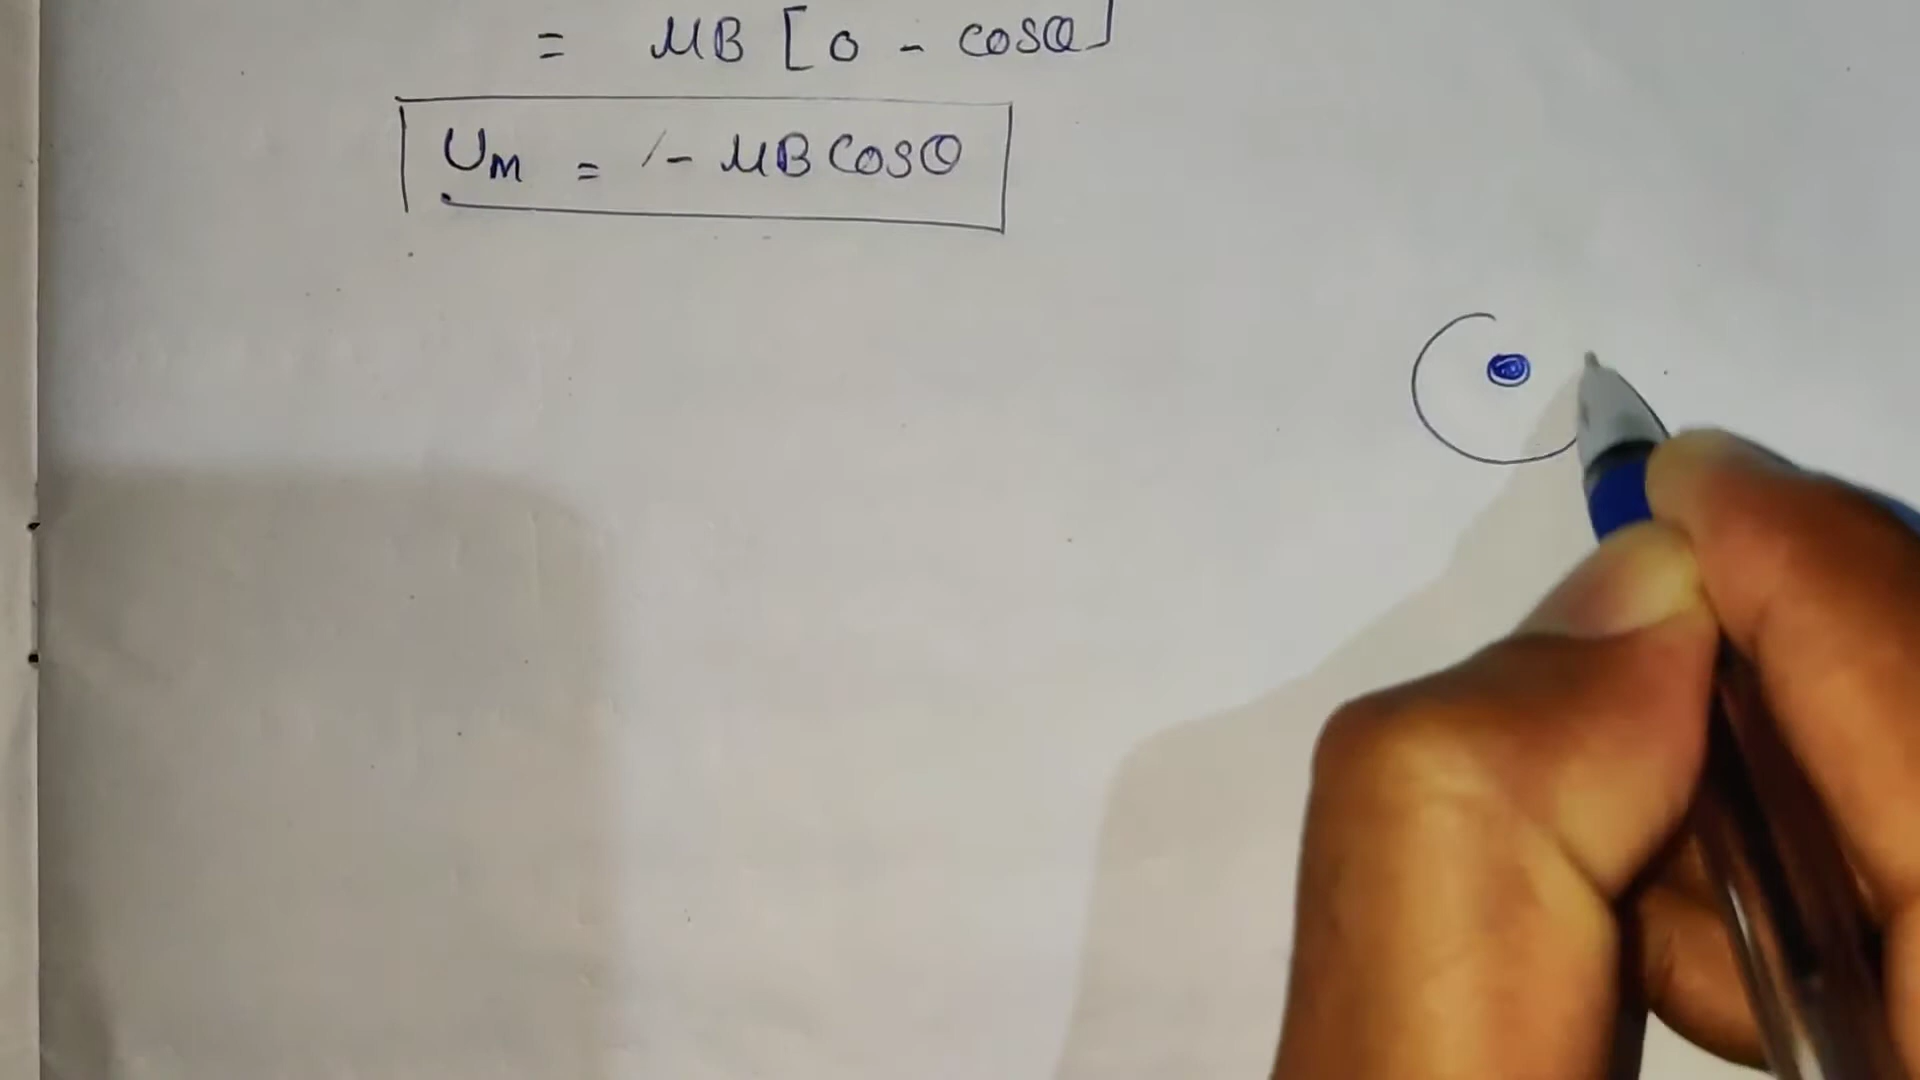 = μB [0 - cosθ]
U_M = - μB Cosθ